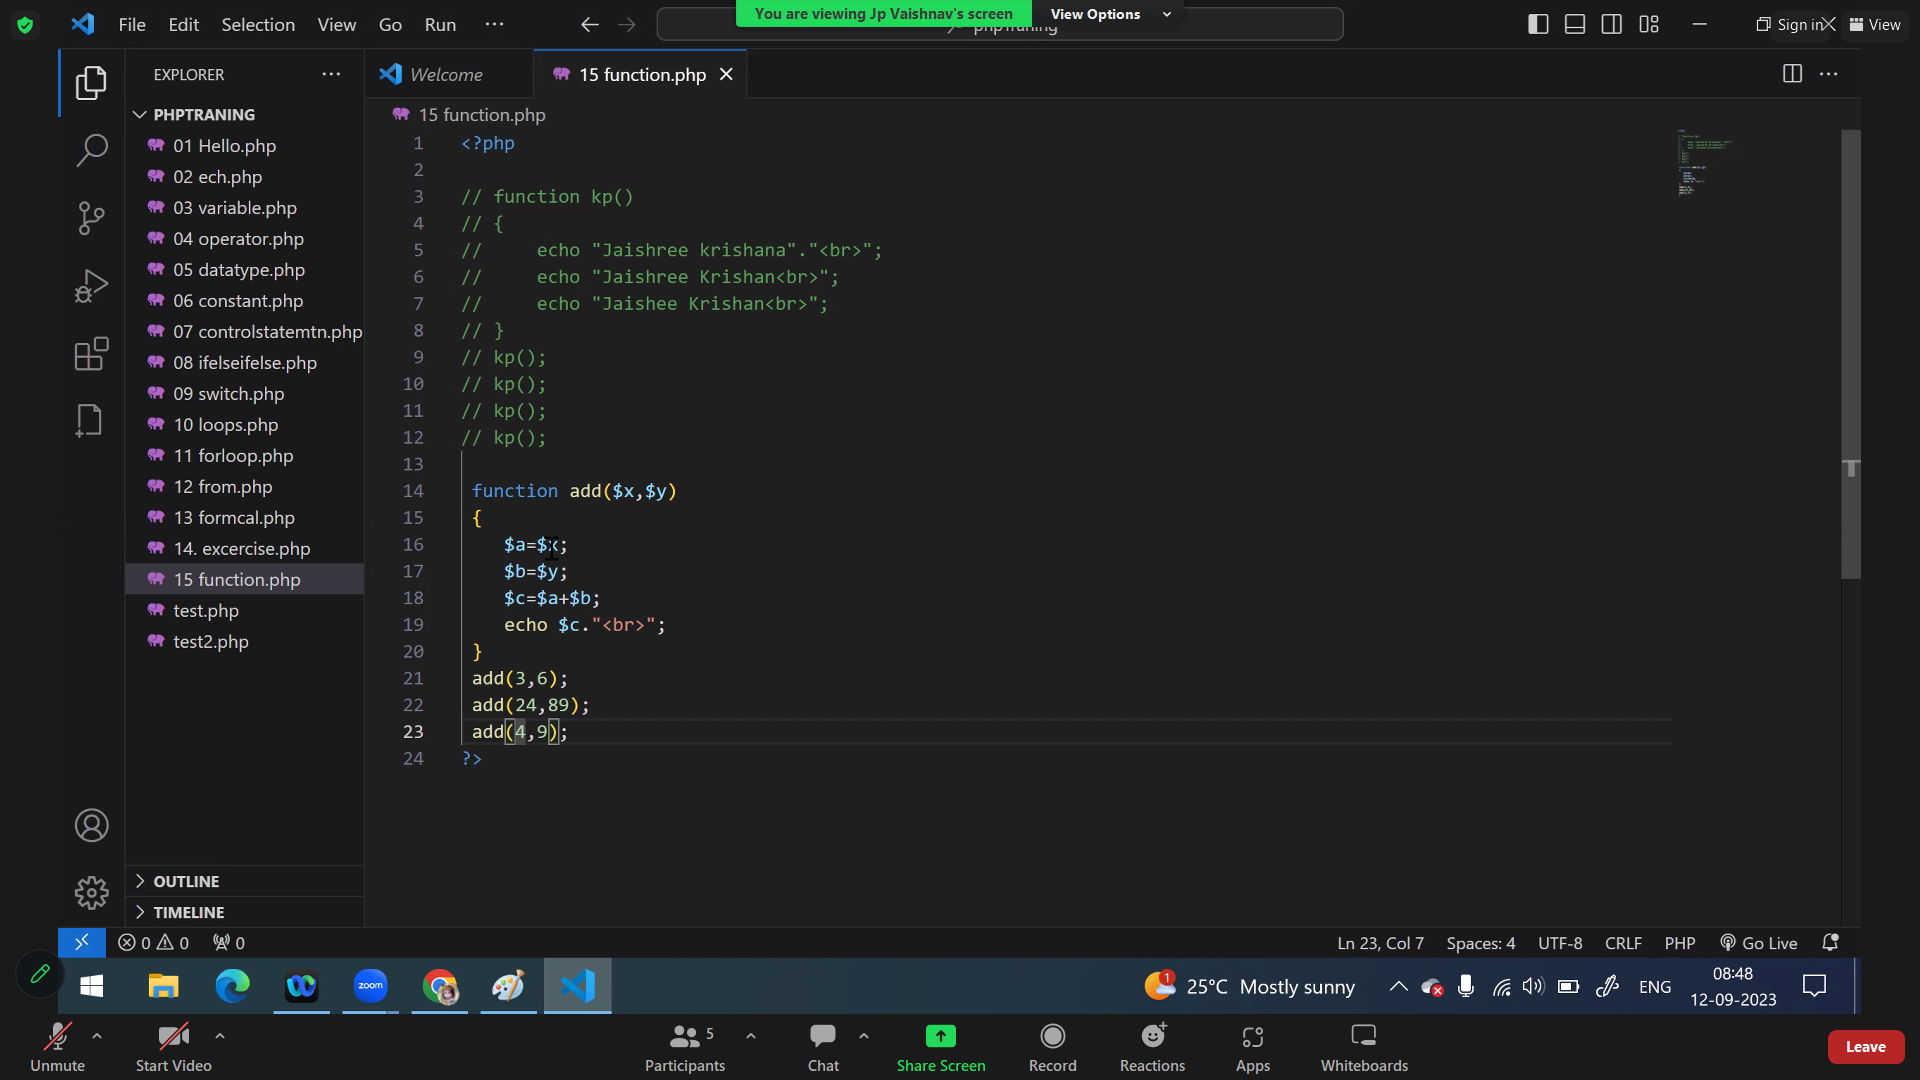 You are viewing Jp Vaishnav's screen
View Options
File Edit Selection View Go Run ...
Sign in
View
EXPLORER
Welcome
15 function.php
PHPTRANING
01 Hello.php
02 ech.php
03 variable.php
04 operator.php
05 datatype.php
06 constant.php
07 controlstatemtn.php
08 ifelseifelse.php
09 switch.php
10 loops.php
11 forloop.php
12 from.php
13 formcal.php
14. excercise.php
15 function.php
test.php
test2.php
OUTLINE
TIMELINE
15 function.php
1 <?php
2
3 // function kp()
4 // {
5 //     echo "Jaishree krishana"."<br>";
6 //     echo "Jaishree Krishan<br>";
7 //     echo "Jaishee Krishan<br>";
8 // }
9 // kp();
10 // kp();
11 // kp();
12 // kp();
13
14 function add($x,$y)
15 {
16    $a=$x;
17    $b=$y;
18    $c=$a+$b;
19    echo $c."<br>";
20 }
21 add(3,6);
22 add(24,89);
23 add(4,9);
24 ?>
0 0 0
Ln 23, Col 7 Spaces: 4 UTF-8 CRLF PHP Go Live
zoom
1
25°C Mostly sunny
ENG
08:48
12-09-2023
Unmute
Start Video
5
Participants
Chat
Share Screen
Record
Reactions
Apps
Whiteboards
Leave